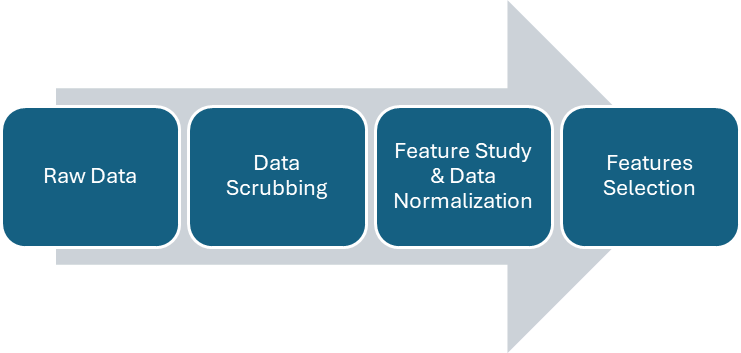 Raw Data
Data
Scrubbing
Feature Study
& Data
Normalization
Features
Selection